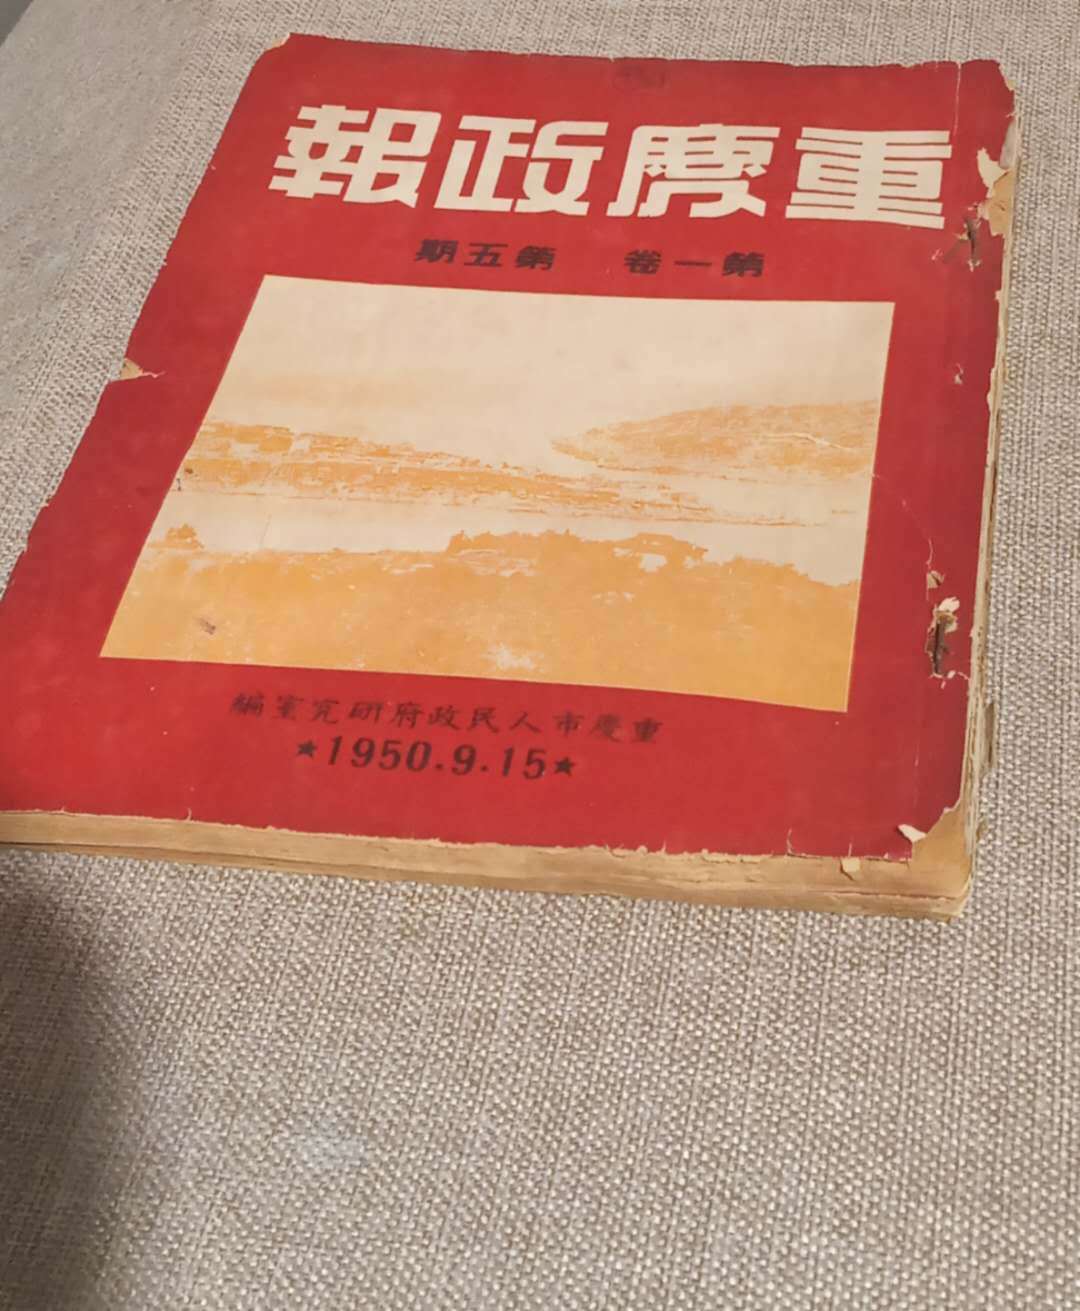 重慶政報
第一卷 第五期
重慶市人民政府研究室編
★1950.9.15★